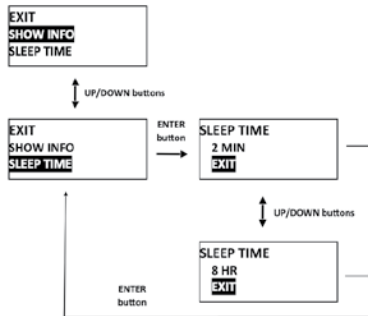 EXIT
SHOW INFO
SLEEP TIME
UP/DOWN buttons
EXIT
SHOW INFO
SLEEP TIME
ENTER
button
SLEEP TIME
2 MIN
EXIT
UP/DOWN buttons
SLEEP TIME
8 HR
EXIT
ENTER
button